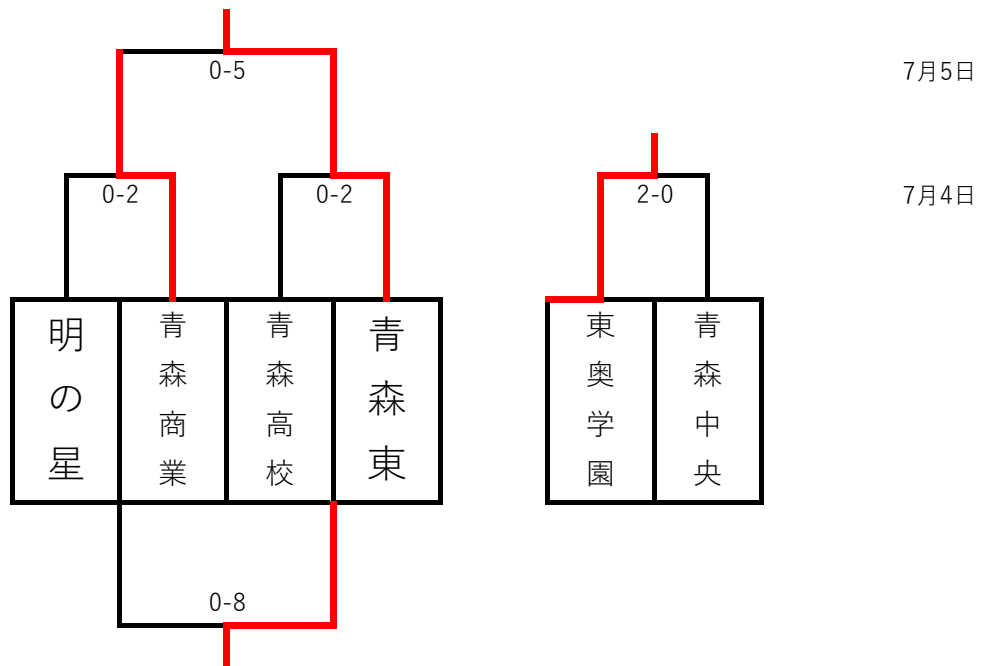 0-5
7月5日
0-2
0-2
2-0
7月4日
明の星
青森商業
青森高校
青森東
東奥学園
青森中央
0-8